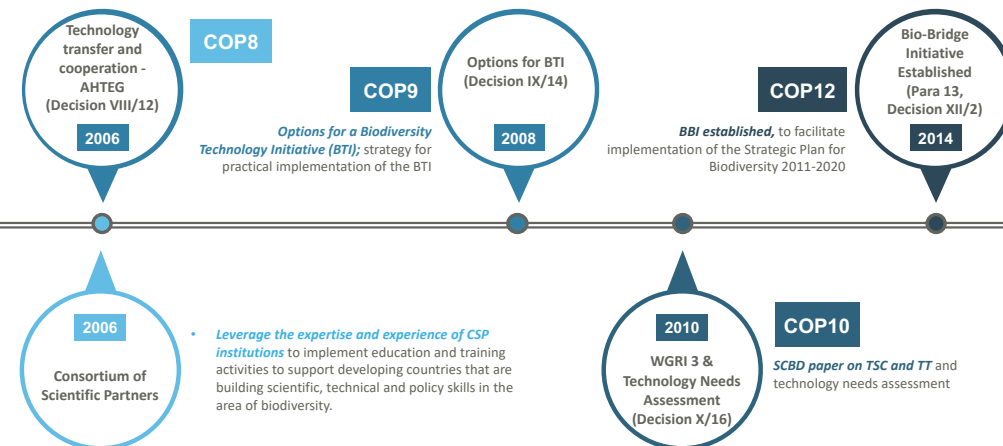 Technology
transfer and
cooperation -
AHTEG
(Decision VIII/12)
2006
COP8
COP9
Options for a Biodiversity
Technology Initiative (BTI); strategy for
practical implementation of the BTI
Options for BTI
(Decision IX/14)
2008
COP12
BBI established, to facilitate
implementation of the Strategic Plan for
Biodiversity 2011-2020
Bio-Bridge
Initiative
Established
(Para 13,
Decision XII/2)
2014
2006
Consortium of
Scientific Partners
• Leverage the expertise and experience of CSP
institutions to implement education and training
activities to support developing countries that are
building scientific, technical and policy skills in the
area of biodiversity.
2010
WGRI 3 &
Technology Needs
Assessment
(Decision X/16)
COP10
SCBD paper on TSC and TT and
technology needs assessment